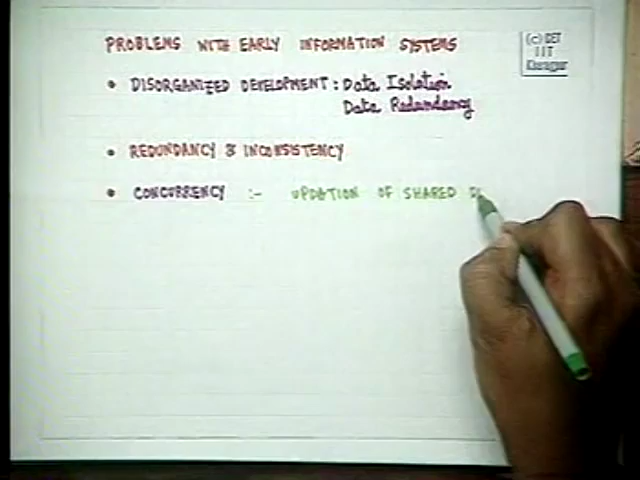 PROBLEMS WITH EARLY INFORMATION SYSTEMS
(C) CET
IIT
• DISORGANIZED DEVELOPMENT : Data Isolation
Data Redundancy
• REDUNDANCY & INCONSISTENCY
• CONCURRENCY :- UPDATION OF SHARED